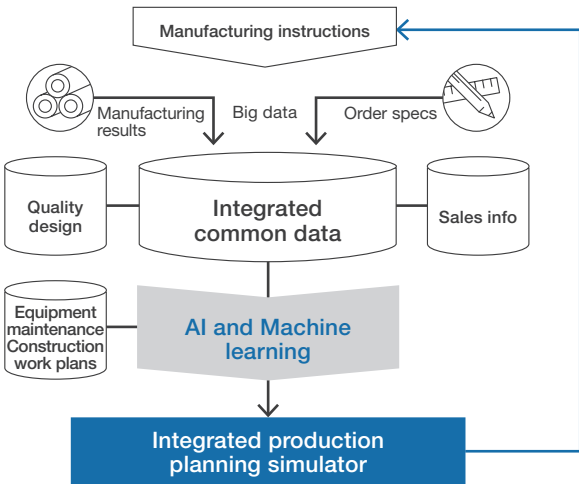 Manufacturing instructions
Manufacturing
results
Big data
Order specs
Quality
design
Integrated
common data
Sales info
Equipment
maintenance
Construction
work plans
AI and Machine
learning
Integrated production
planning simulator